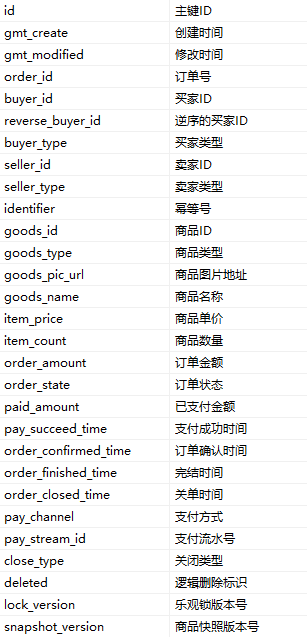 id 主键ID
gmt_create 创建时间
gmt_modified 修改时间
order_id 订单号
buyer_id 买家ID
reverse_buyer_id 逆序的买家ID
buyer_type 买家类型
seller_id 卖家ID
seller_type 卖家类型
identifier 幂等号
goods_id 商品ID
goods_type 商品类型
goods_pic_url 商品图片地址
goods_name 商品名称
item_price 商品单价
item_count 商品数量
order_amount 订单金额
order_state 订单状态
paid_amount 已支付金额
pay_succeed_time 支付成功时间
order_confirmed_time 订单确认时间
order_finished_time 完结时间
order_closed_time 关单时间
pay_channel 支付方式
pay_stream_id 支付流水号
close_type 关闭类型
deleted 逻辑删除标识
lock_version 乐观锁版本号
snapshot_version 商品快照版本号